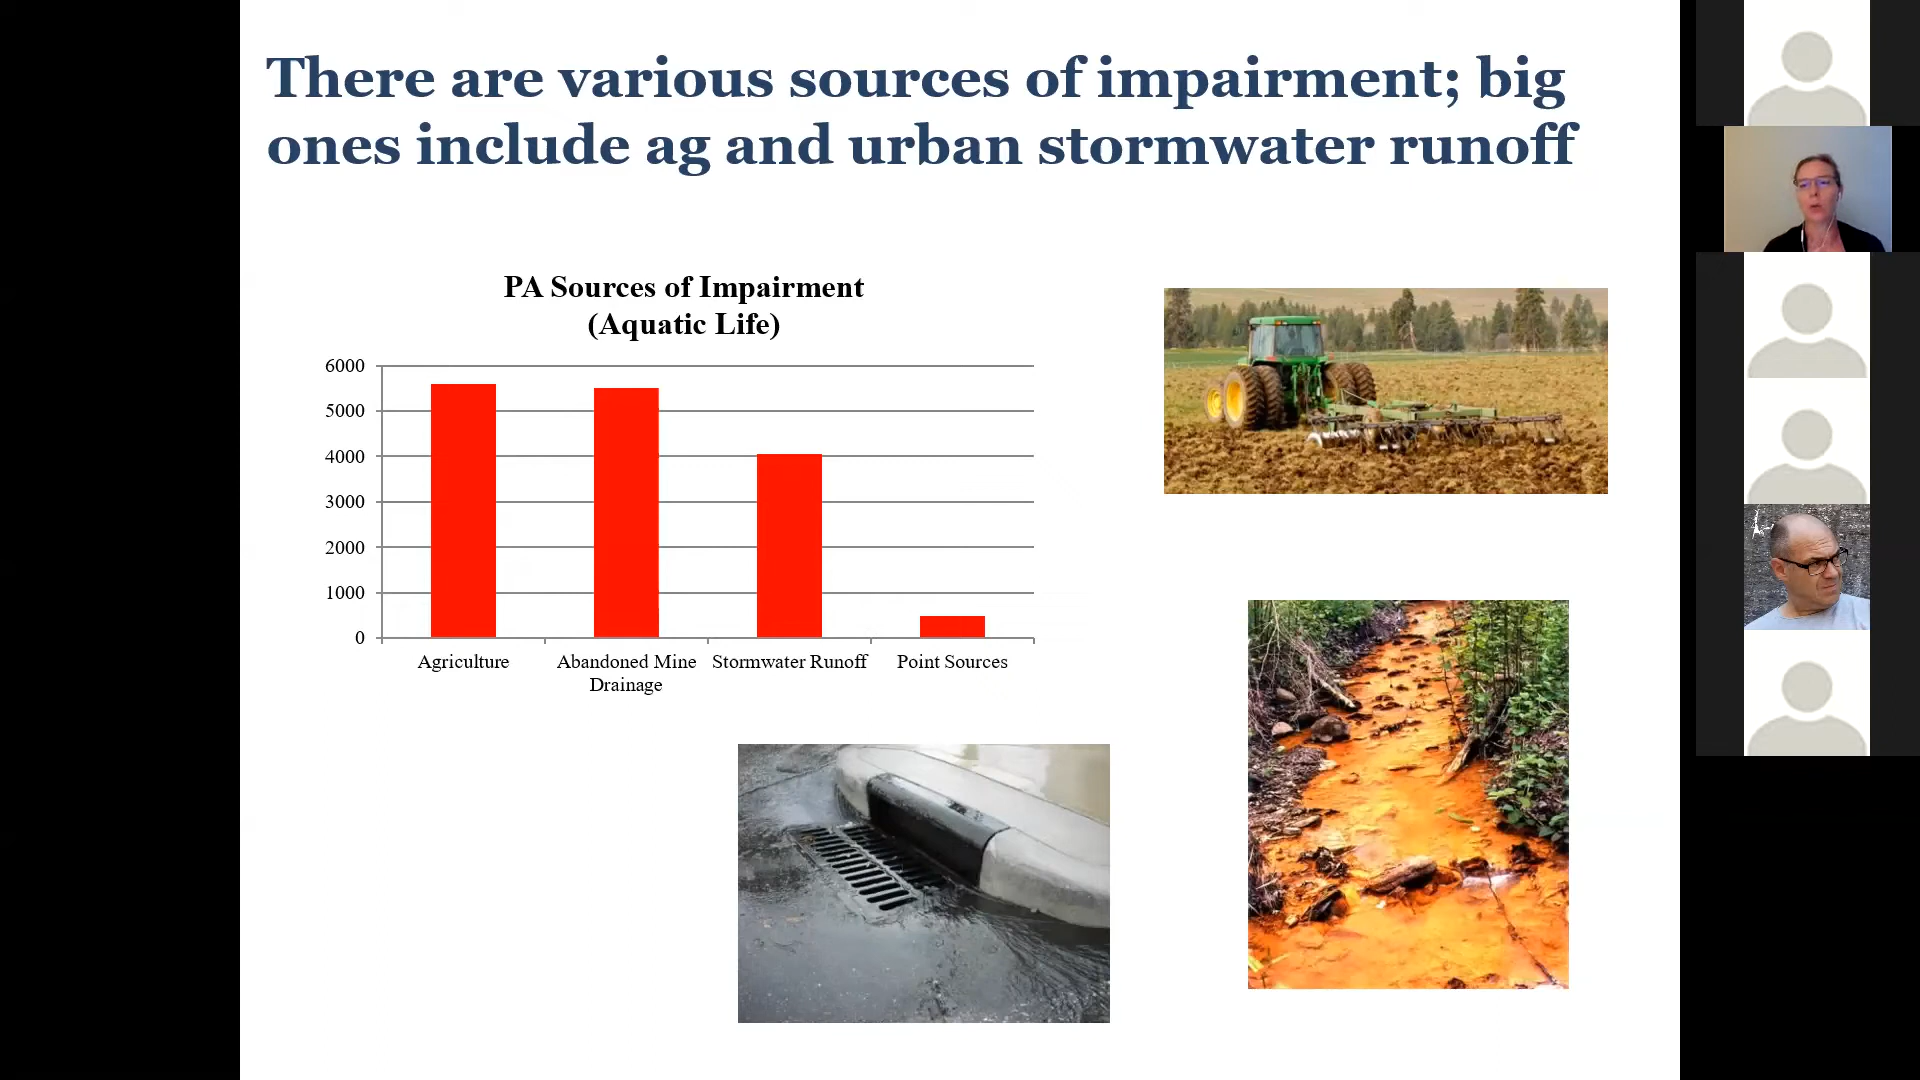 There are various sources of impairment; big
ones include ag and urban stormwater runoff
PA Sources of Impairment
(Aquatic Life)
6000
5000
4000
3000
2000
1000
0
Agriculture
Abandoned Mine
Drainage
Stormwater Runoff
Point Sources